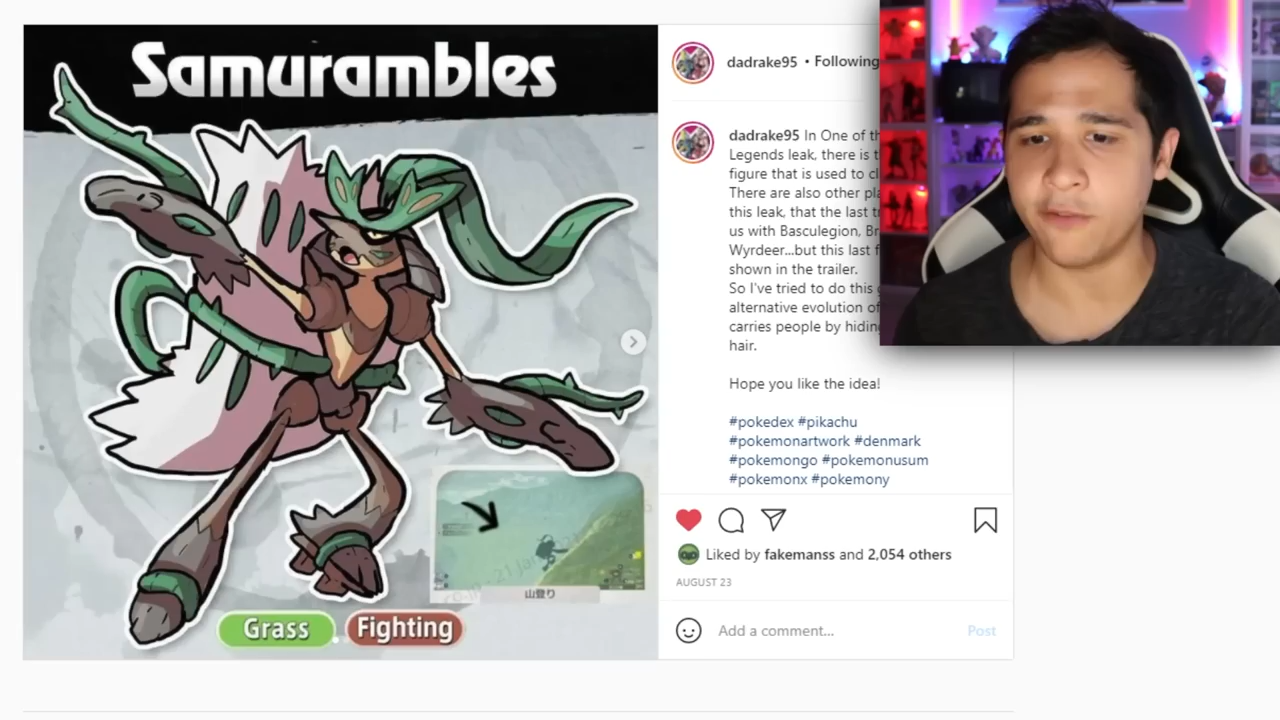 Samurambles
dadrake95 • Following
dadrake95 In One of th
Legends leak, there is t
figure that is used to cl
There are also other pla
this leak, that the last tr
us with Basculegion, Br
Wyrdeer...but this last f
shown in the trailer.
So I've tried to do this g
alternative evolution of
carries people by hiding
hair.
Hope you like the idea!
#pokedex #pikachu
#pokemonartwork #denmark
#pokemongo #pokemonusum
#pokemonx #pokemony
山登り
Grass Fighting
Liked by fakemanss and 2,054 others
AUGUST 23
Add a comment... Post